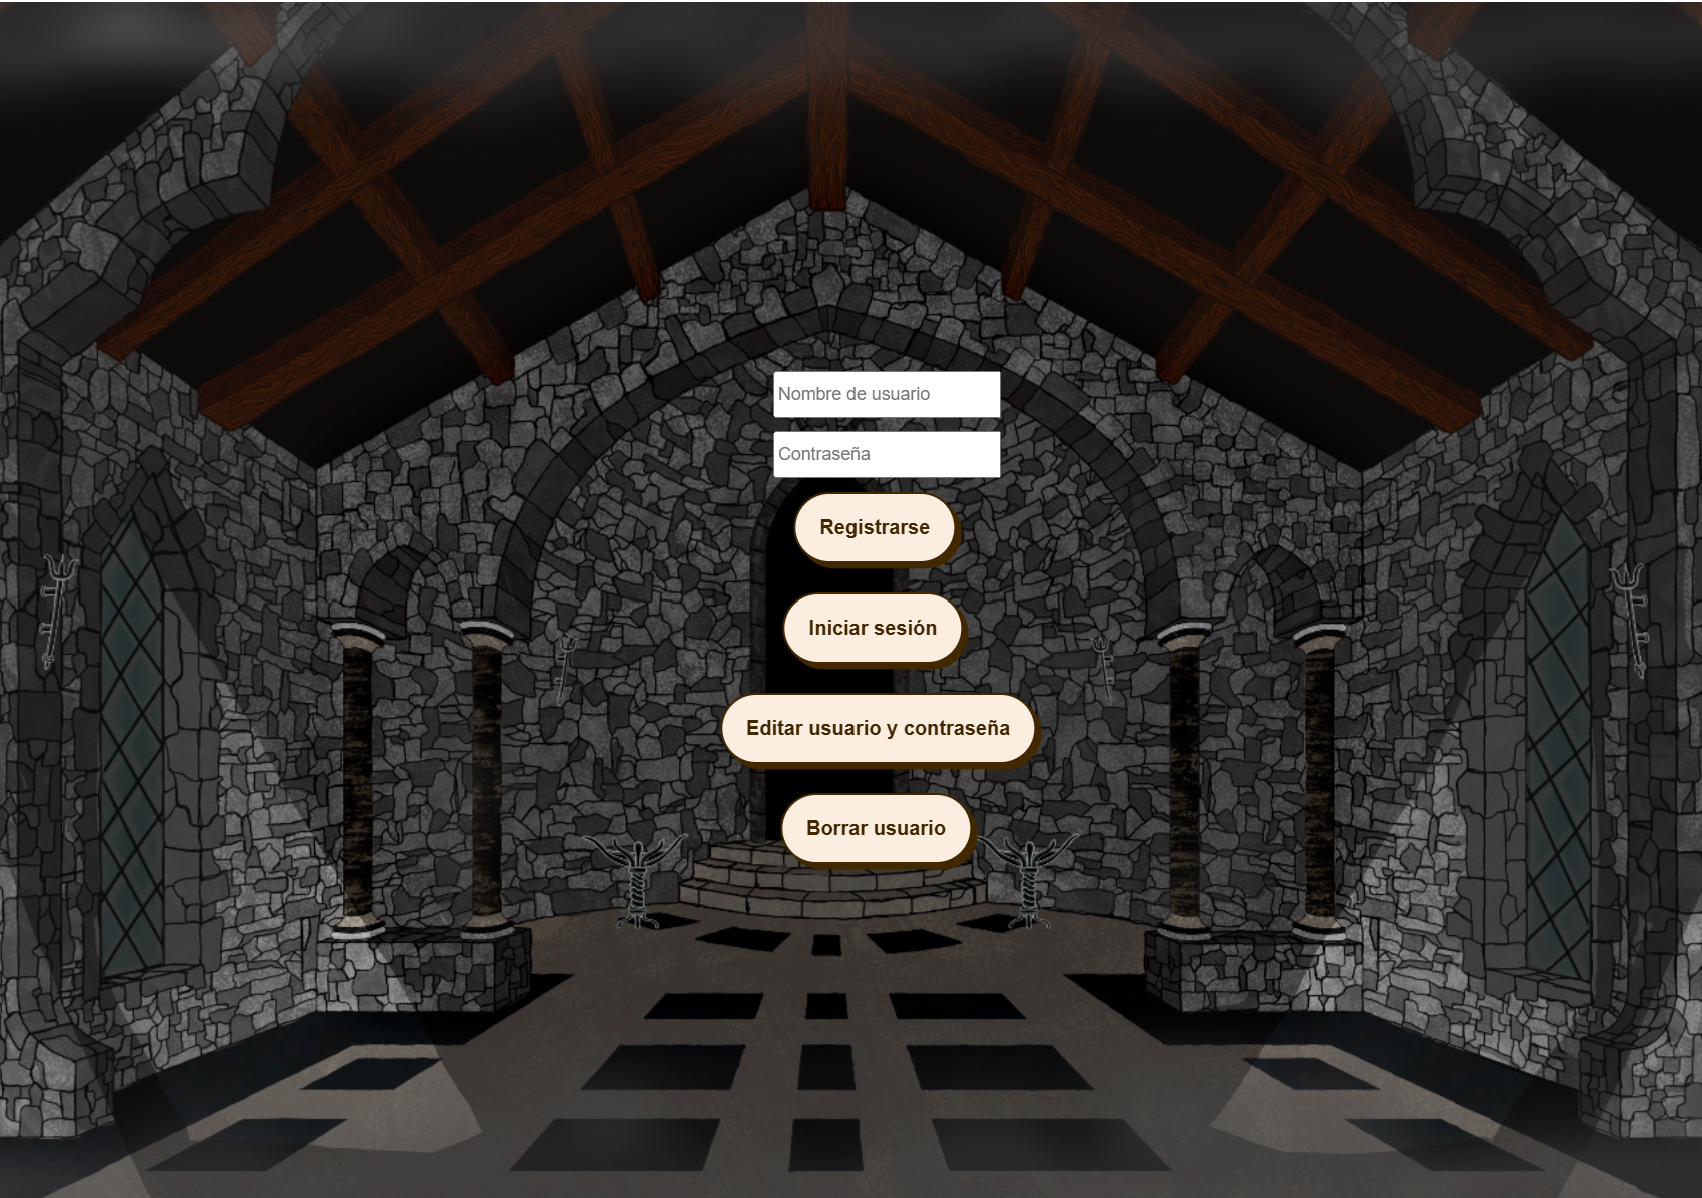 Nombre de usuario
Contraseña
Registrarse
Iniciar sesión
Editar usuario y contraseña
Borrar usuario